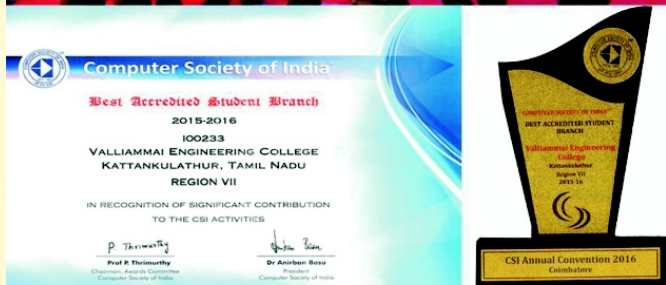 Computer Society of India
Best Accredited Student Branch
2015-2016
I00233
VALLIAMMAI ENGINEERING COLLEGE
KATTANKULATHUR, TAMIL NADU
REGION VII
IN RECOGNITION OF SIGNIFICANT CONTRIBUTION
TO THE CSI ACTIVITIES
P. Thrimurthy
Prof P. Thrimurthy
Chairman, Awards Committee
Computer Society of India
Dr Anirban Basu
President
Computer Society of India
COMPUTER SOCIETY OF INDIA
BEST ACCREDITED STUDENT
BRANCH
Valliammai Engineering
College
Kattankulathur
Region VII
2015-16
CSI Annual Convention 2016
Coimbatore